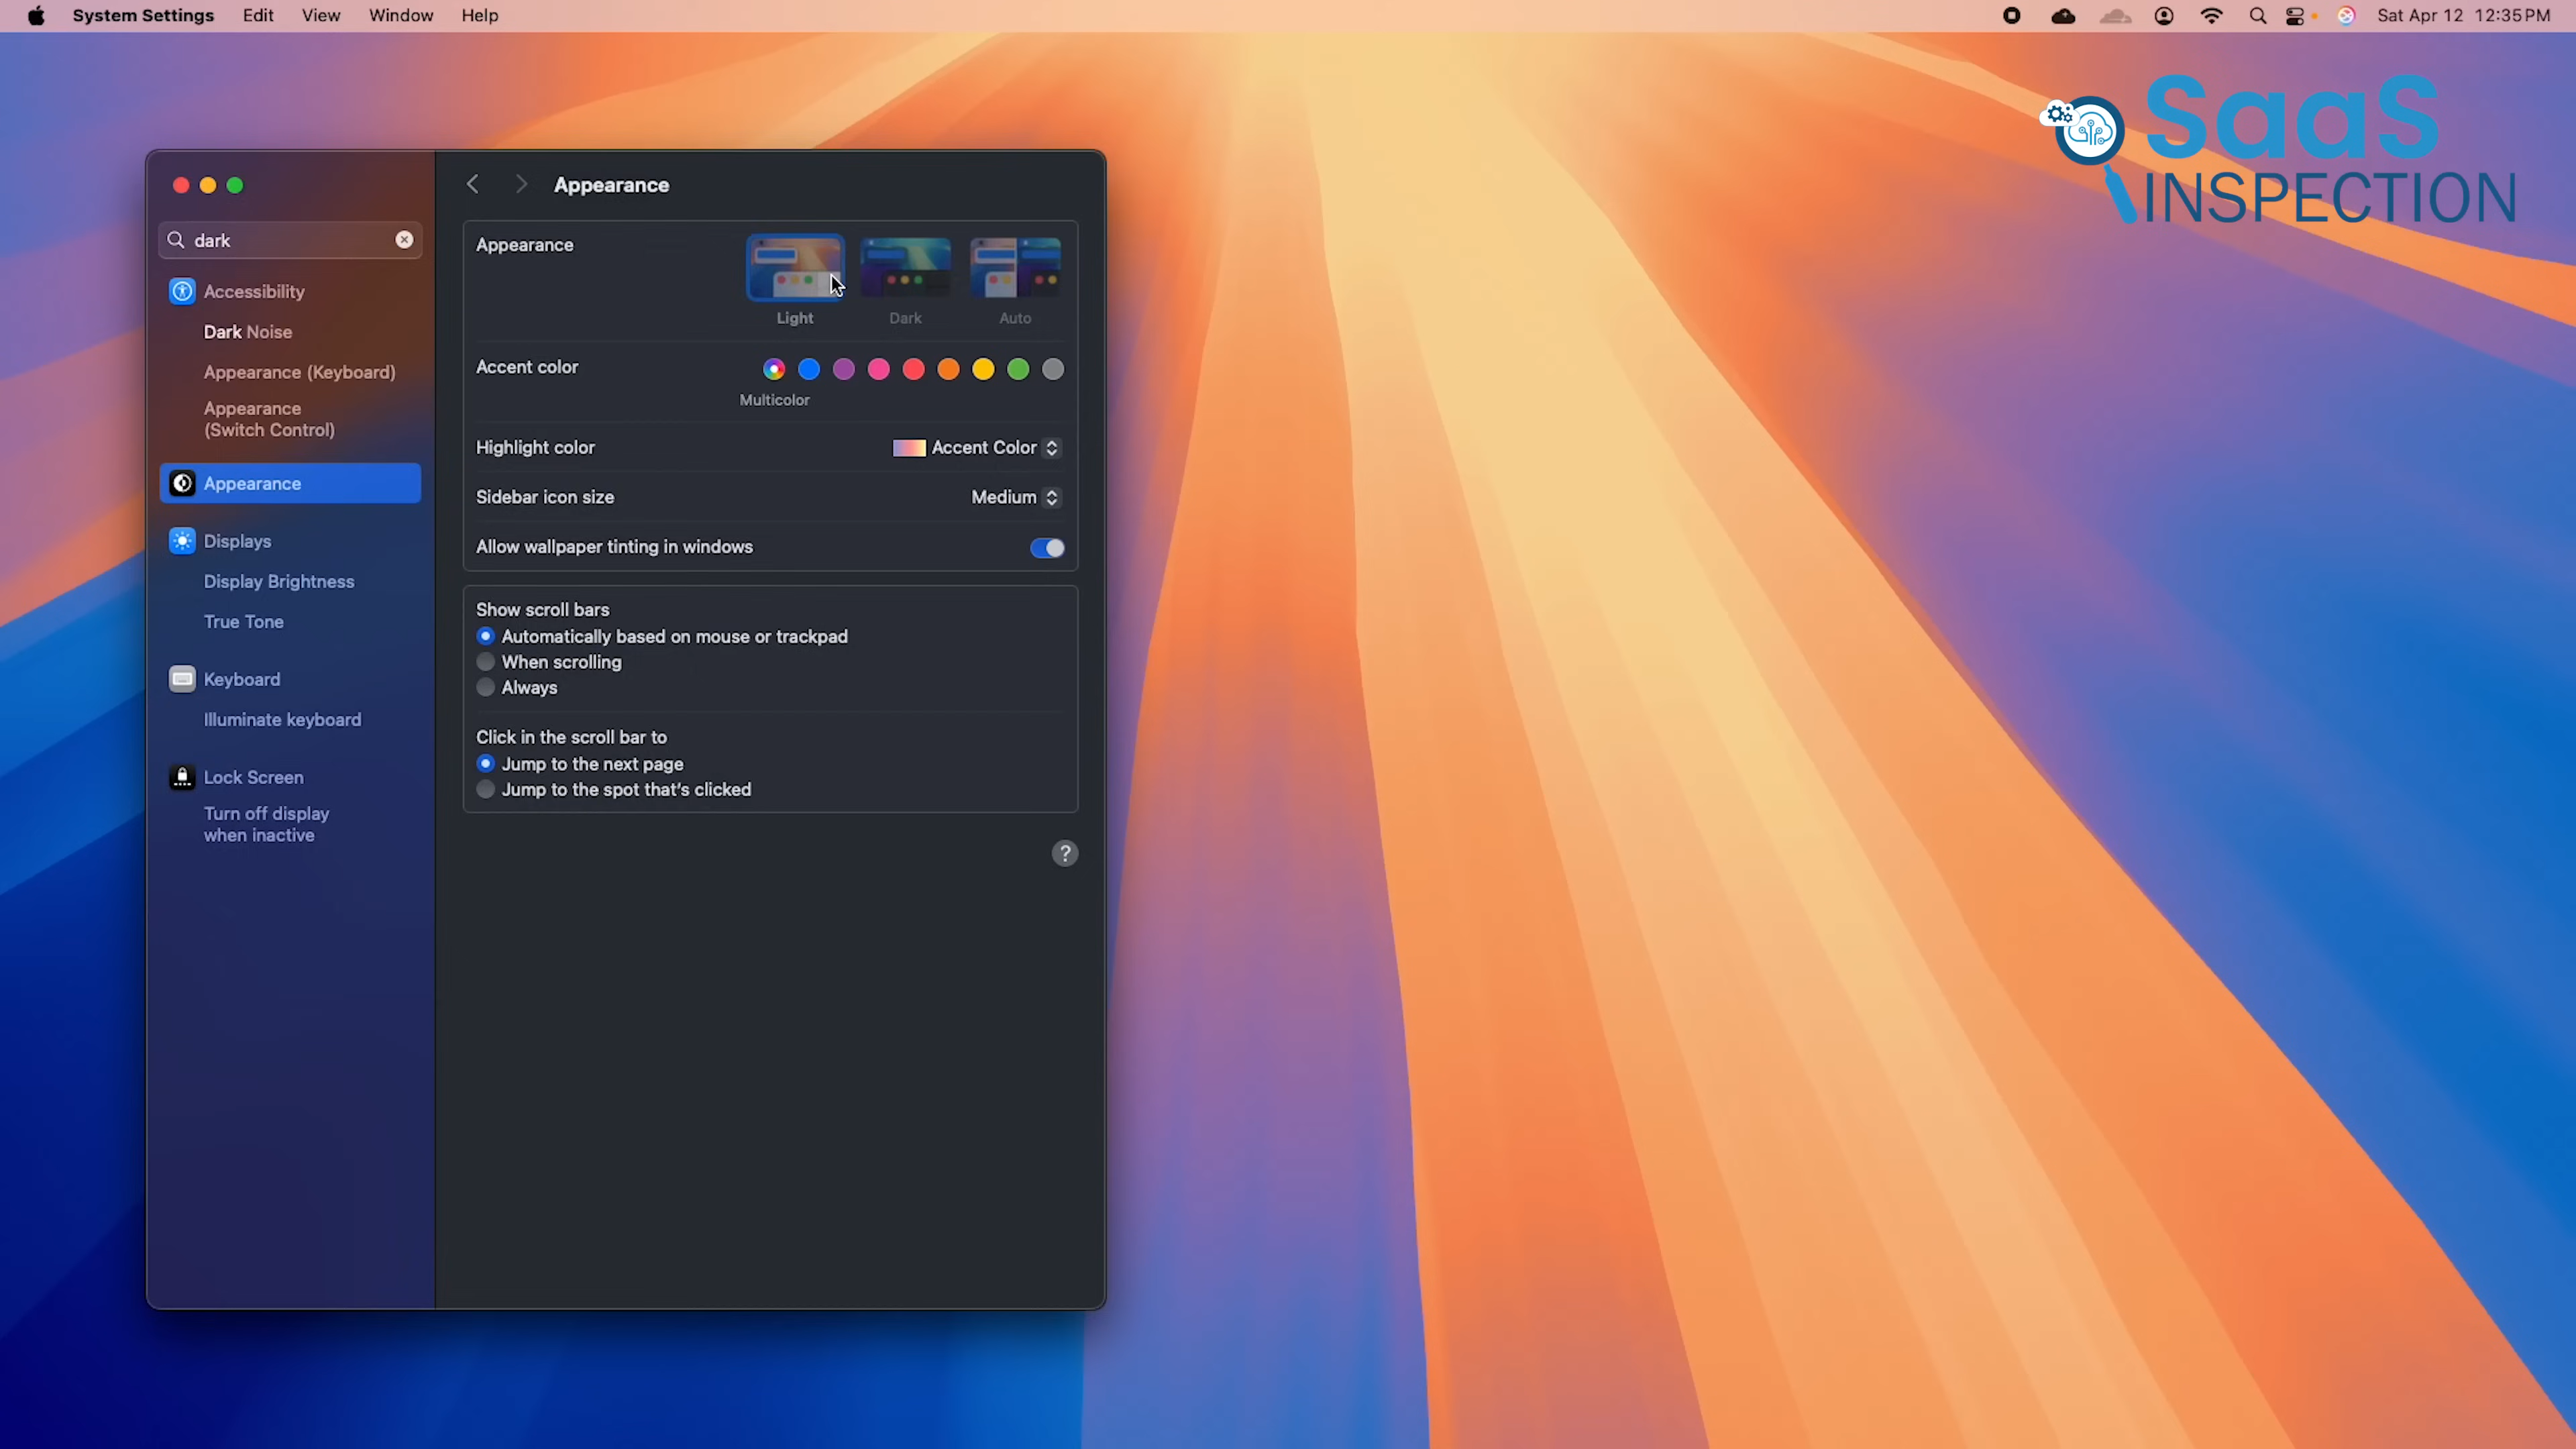 System Settings Edit View Window Help
Sat Apr 12 12:35 PM
SaaS
INSPECTION
dark
Accessibility
Dark Noise
Appearance (Keyboard)
Appearance
(Switch Control)
Appearance
Displays
Display Brightness
True Tone
Keyboard
Illuminate keyboard
Lock Screen
Turn off display
when inactive
Appearance
Appearance
Light Dark Auto
Accent color
Multicolor
Highlight color Accent Color
Sidebar icon size Medium
Allow wallpaper tinting in windows
Show scroll bars
Automatically based on mouse or trackpad
When scrolling
Always
Click in the scroll bar to
Jump to the next page
Jump to the spot that's clicked
?